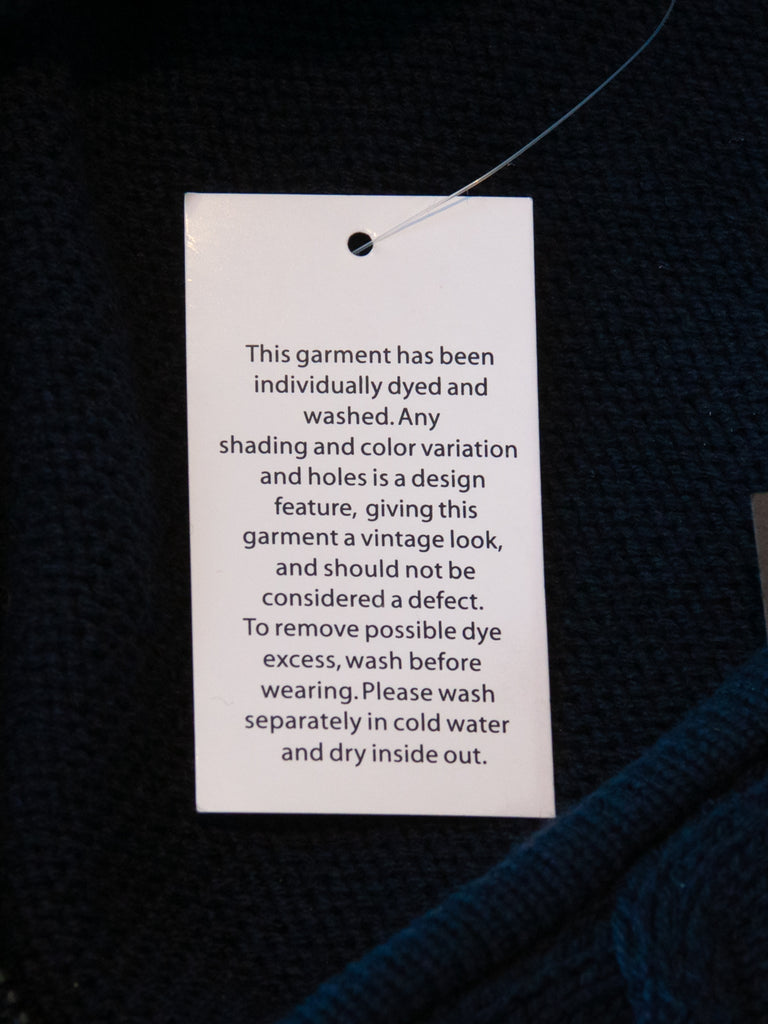 This garment has been
individually dyed and
washed. Any
shading and color variation
and holes is a design
feature, giving this
garment a vintage look,
and should not be
considered a defect.
To remove possible dye
excess, wash before
wearing. Please wash
separately in cold water
and dry inside out.